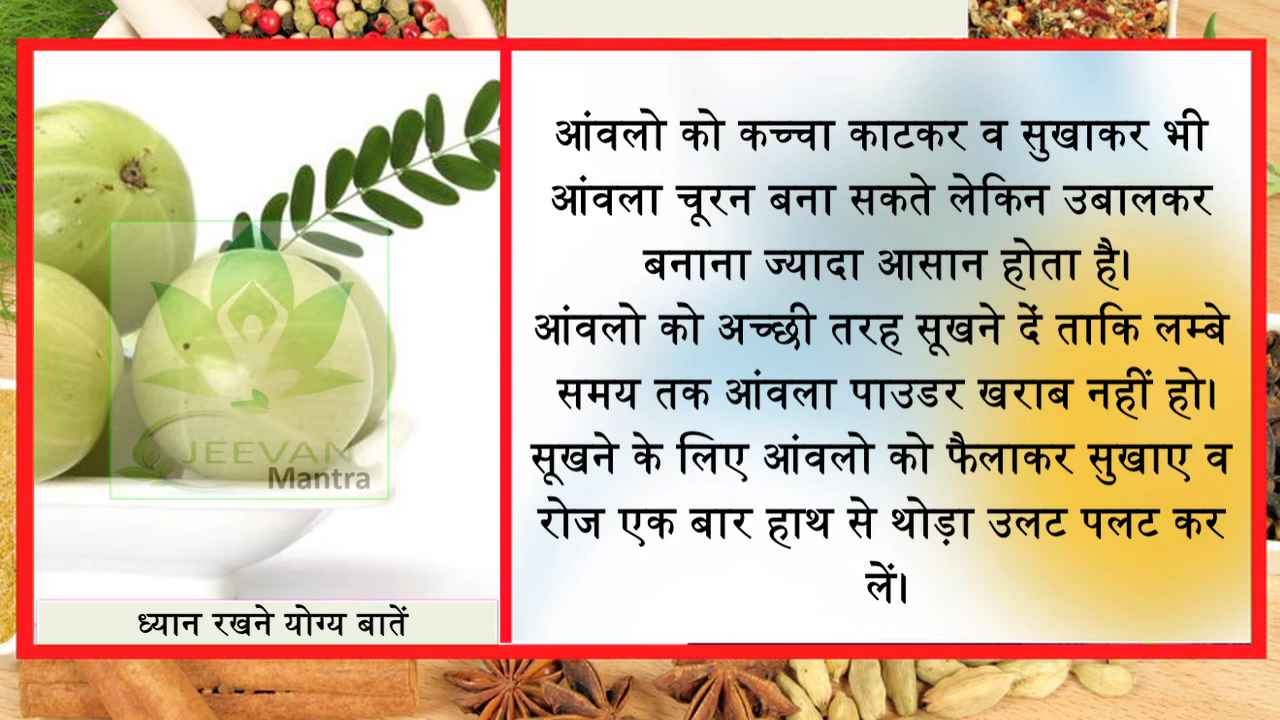 आंवलो को कच्चा काटकर व सुखाकर भी
आंवला चूरन बना सकते लेकिन उबालकर
बनाना ज्यादा आसान होता है।
आंवलो को अच्छी तरह सूखने दें ताकि लम्बे
समय तक आंवला पाउडर खराब नहीं हो।
सूखने के लिए आंवलो को फैलाकर सुखाए व
रोज एक बार हाथ से थोड़ा उलट पलट कर
लें।
JEEVAN
Mantra
ध्यान रखने योग्य बातें